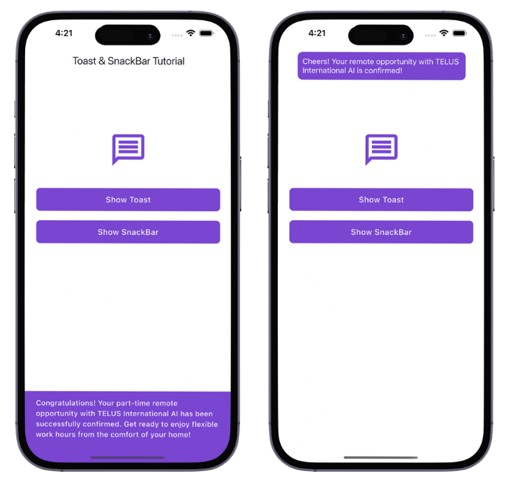 4:21
Toast & SnackBar Tutorial
Show Toast
Show SnackBar
Congratulations! Your part-time remote
opportunity with TELUS International AI has been
successfully confirmed. Get ready to enjoy flexible
work hours from the comfort of your home!
4:21
Cheers! Your remote opportunity with TELUS
International AI is confirmed!
Show Toast
Show SnackBar